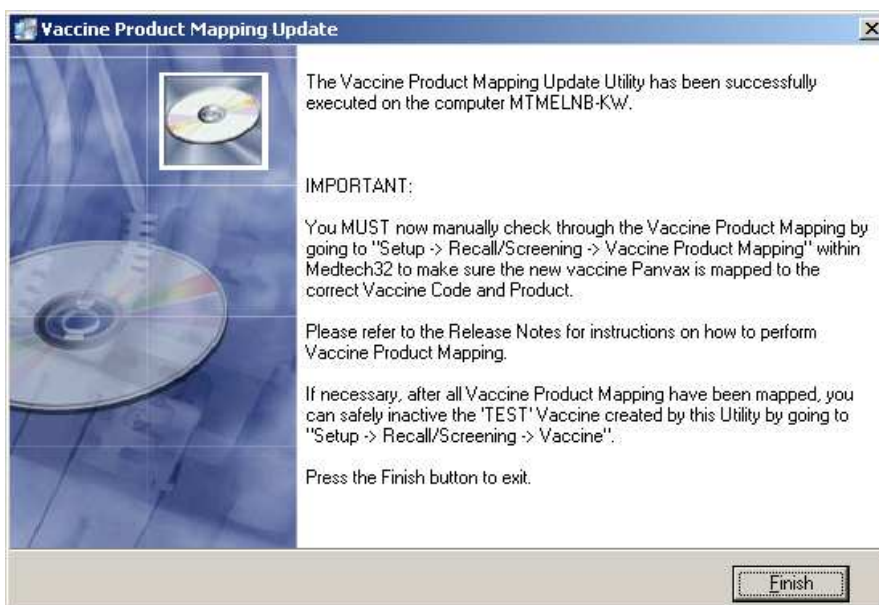 Vaccine Product Mapping Update
The Vaccine Product Mapping Update Utility has been successfully
executed on the computer MTMELNB-KW.
IMPORTANT:
You MUST now manually check through the Vaccine Product Mapping by
going to "Setup -> Recall/Screening -> Vaccine Product Mapping" within
Medtech32 to make sure the new vaccine Panvax is mapped to the
correct Vaccine Code and Product.
Please refer to the Release Notes for instructions on how to perform
Vaccine Product Mapping.
If necessary, after all Vaccine Product Mapping have been mapped, you
can safely inactive the 'TEST' Vaccine created by this Utility by going to
"Setup -> Recall/Screening -> Vaccine".
Press the Finish button to exit.
Finish